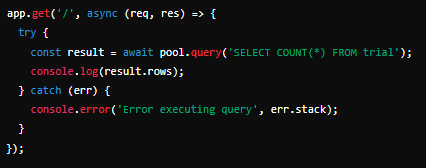 app.get('/', async (req, res) => {
  try {
    const result = await pool.query('SELECT COUNT(*) FROM trial');
    console.log(result.rows);
  } catch (err) {
    console.error('Error executing query', err.stack);
  }
});